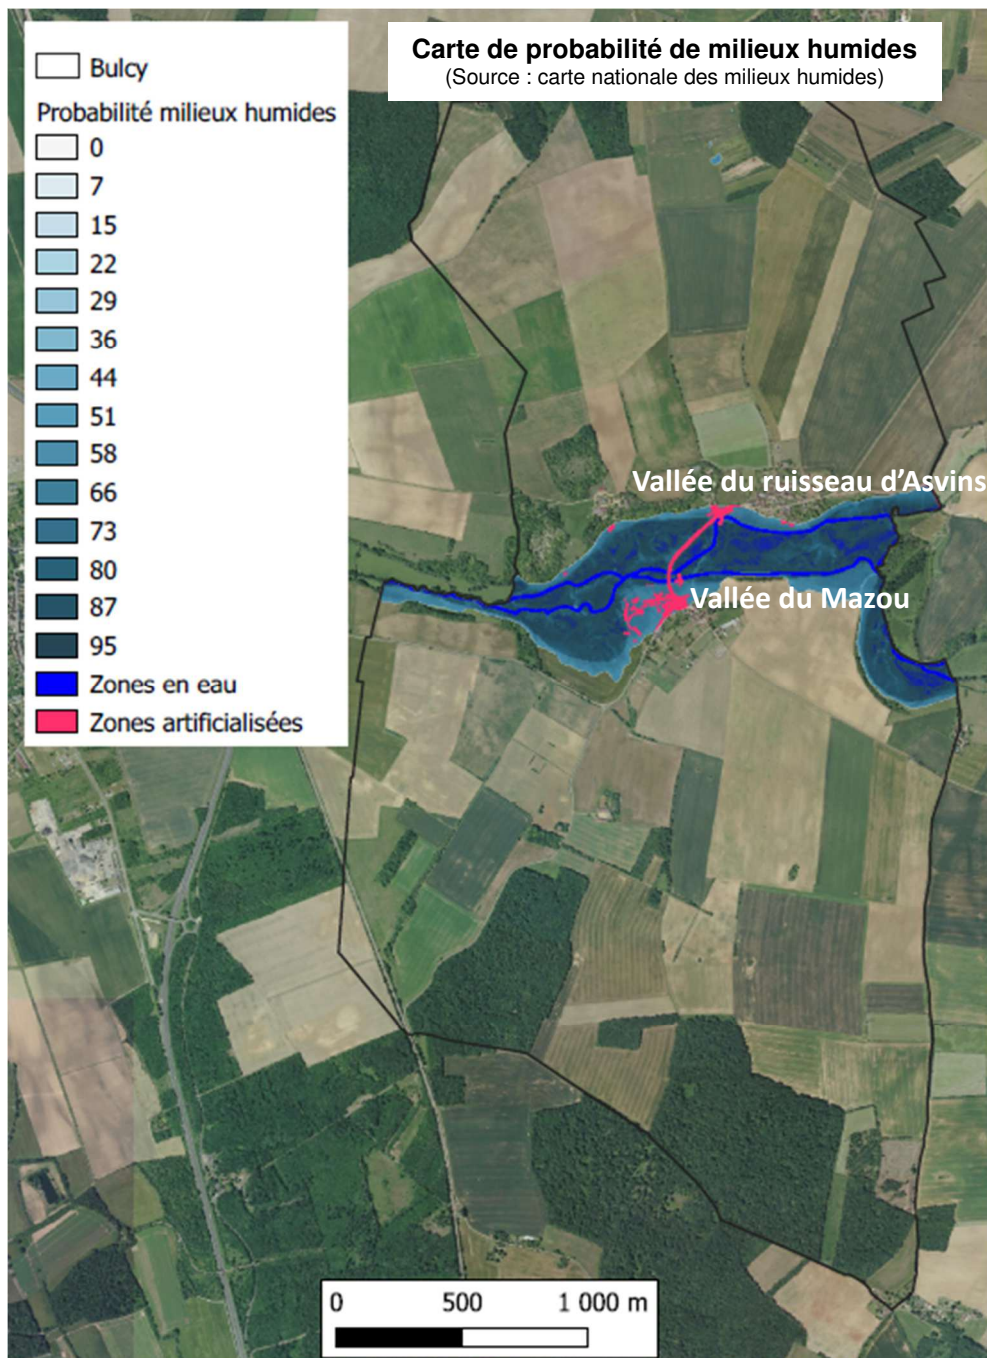 Carte de probabilité de milieux humides
(Source : carte nationale des milieux humides)
Bulcy
Probabilité milieux humides
0
7
15
22
29
36
44
51
58
66
73
80
87
95
Zones en eau
Zones artificialisées
Vallée du ruisseau d'Asvins
Vallée du Mazou
0 500 1 000 m